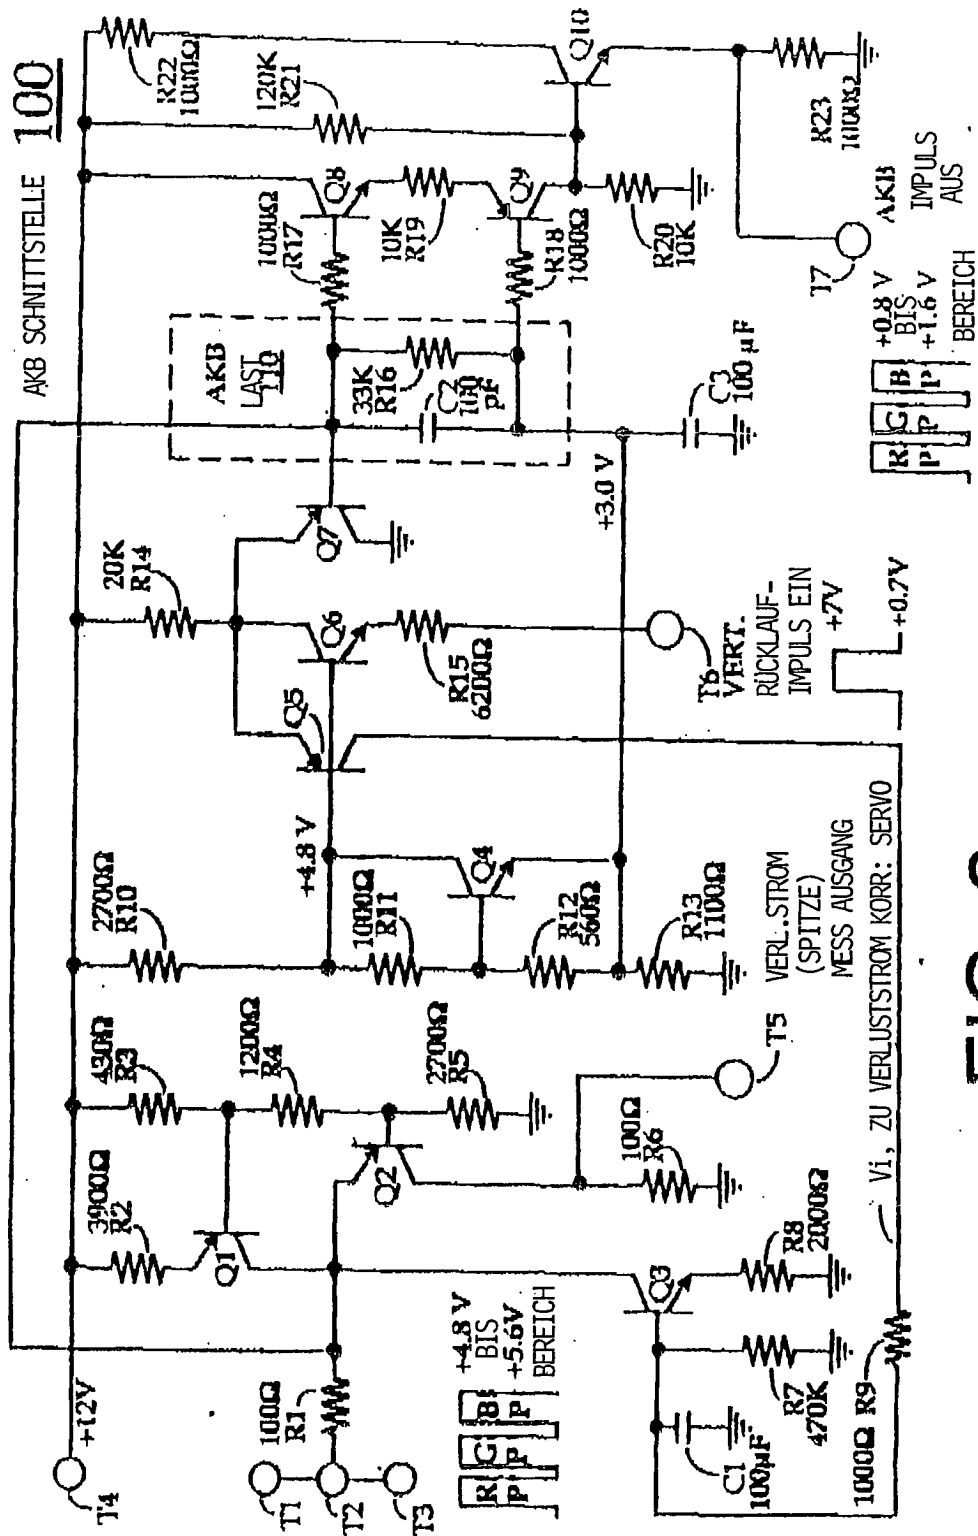 AKB SCHNITTSTELLE
100
+12V
T4
3900Ω
R2
430Ω
R3
1200Ω
R4
2700Ω
R5
2700Ω
R10
+4.8 V
1000Ω
R11
R12
560Ω
R13
1100Ω
20K
R14
Q1
Q2
Q3
Q4
Q5
Q6
Q7
Q8
Q9
Q10
R15
6200Ω
AKB
LAST
110
33K
R16
C2
100
pF
1000Ω
R17
R18
1000Ω
10K
R19
R20
10K
120K
R21
R22
1000Ω
R23
1000Ω
+3.0 V
C3
100 µF
T1
T2
T3
100Ω
R1
R G B
P P P
+4.8 V
BIS
+5.6V
BEREICH
100Ω
R6
T5
VERL.STROM
(SPITZE)
MESS AUSGANG
T6
VERT.
RÜCKLAUF-
IMPULS EIN
+7V
+0.7V
R G B
P P P
+0.8 V
BIS
+1.6 V
BEREICH
T7
AKB
IMPULS
AUS
C1
100µF
R7
470K
R8
2000Ω
1000Ω R9
Vi, ZU VERLUSTSTROM KORR: SERVO